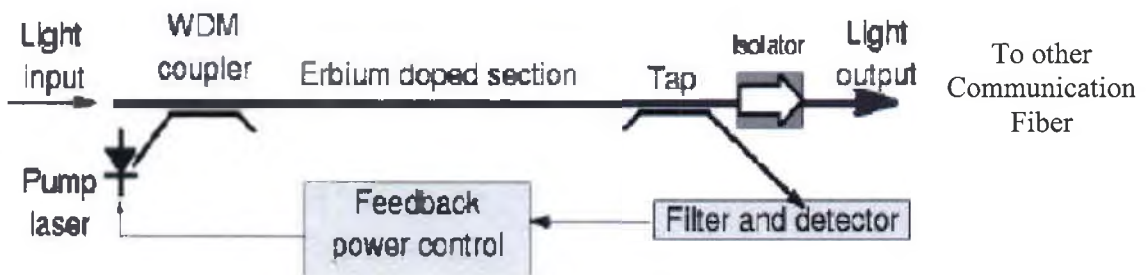 Light
input
WDM
coupler
Erbium doped section
Tap
Isolator
Light
output
To other
Communication
Fiber
Pump
laser
Feedback
power control
Filter and detector